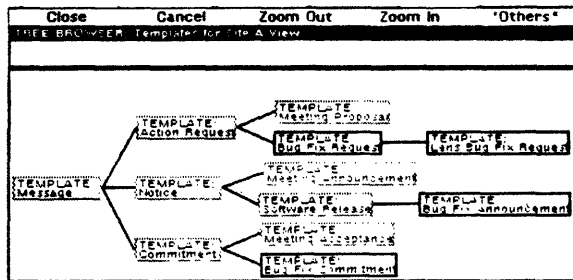 Close Cancel Zoom Out Zoom In "Others"
TREE BROWSER: Templates for Site A View
TEMPLATE:
Meeting Proposal
TEMPLATE:
Action Request
TEMPLATE:
Bug Fix Request
TEMPLATE:
Lens Bug Fix Request
TEMPLATE:
Meeting Announcement
TEMPLATE:
Message
TEMPLATE:
Notice
TEMPLATE:
Software Release
TEMPLATE:
Bug Fix Announcement
TEMPLATE:
Meeting Acceptance
TEMPLATE:
Commitment
TEMPLATE:
Bug Fix Commitment